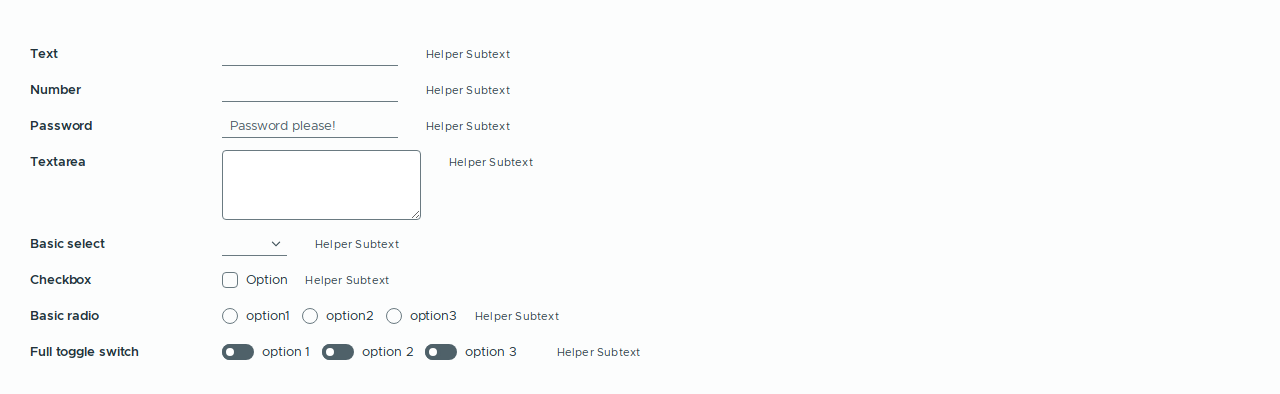 Text Helper Subtext
Number Helper Subtext
Password Password please! Helper Subtext
Textarea Helper Subtext
Basic select Helper Subtext
Checkbox Option Helper Subtext
Basic radio option1 option2 option3 Helper Subtext
Full toggle switch option 1 option 2 option 3 Helper Subtext